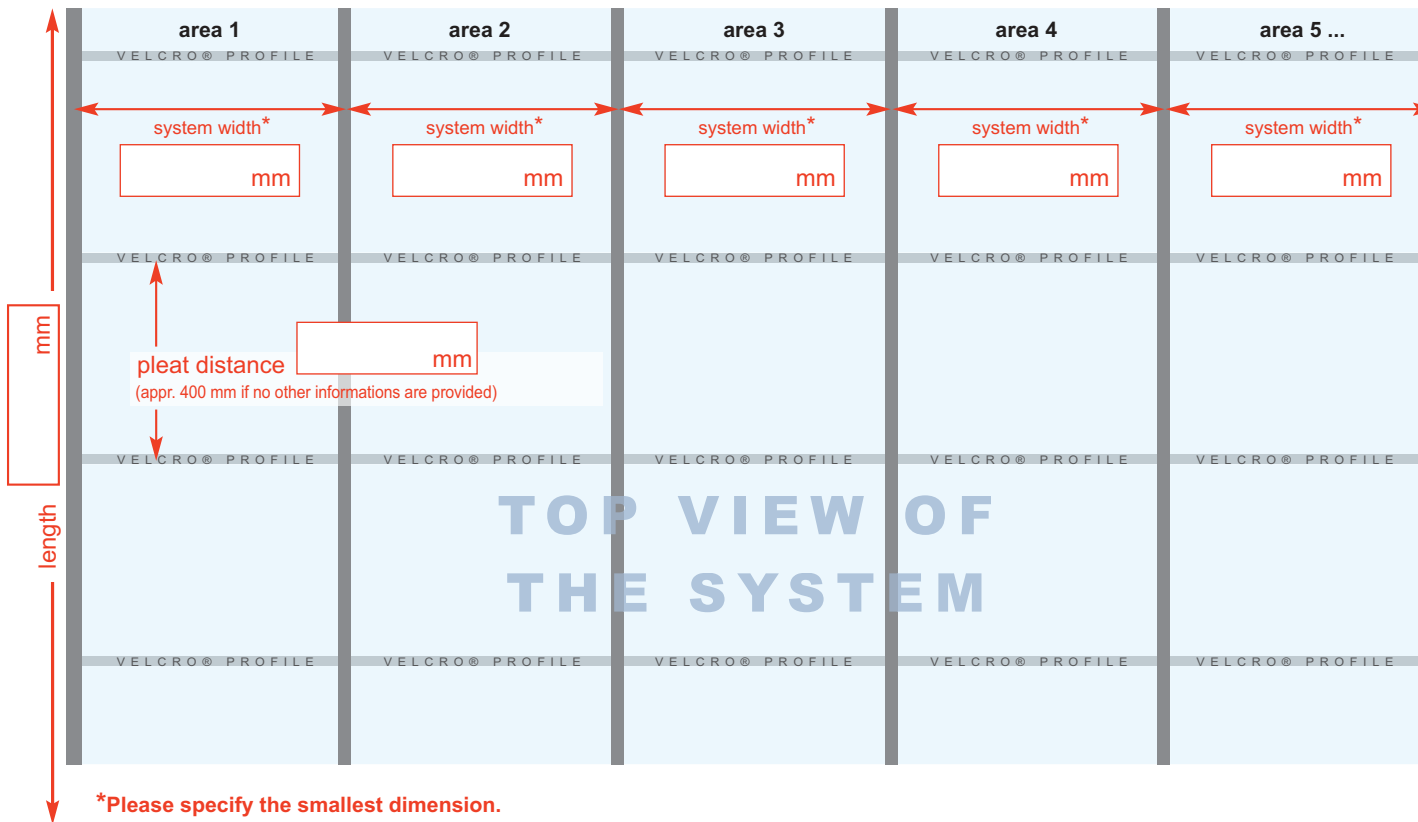 area 1 area 2 area 3 area 4 area 5 ...
VELCRO® PROFILE VELCRO® PROFILE VELCRO® PROFILE VELCRO® PROFILE VELCRO® PROFILE
system width* system width* system width* system width* system width*
mm mm mm mm mm
VELCRO® PROFILE VELCRO® PROFILE VELCRO® PROFILE VELCRO® PROFILE VELCRO® PROFILE
mm
pleat distance mm
(appr. 400 mm if no other informations are provided)
VELCRO® PROFILE VELCRO® PROFILE VELCRO® PROFILE VELCRO® PROFILE VELCRO® PROFILE
length
TOP VIEW OF
THE SYSTEM
VELCRO® PROFILE VELCRO® PROFILE VELCRO® PROFILE VELCRO® PROFILE VELCRO® PROFILE
*Please specify the smallest dimension.